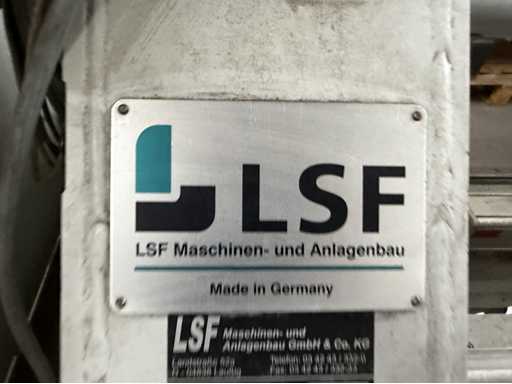 LSF
LSF Maschinen- und Anlagenbau
Made in Germany
LSF Maschinen- und
Anlagenbau GmbH & Co. KG